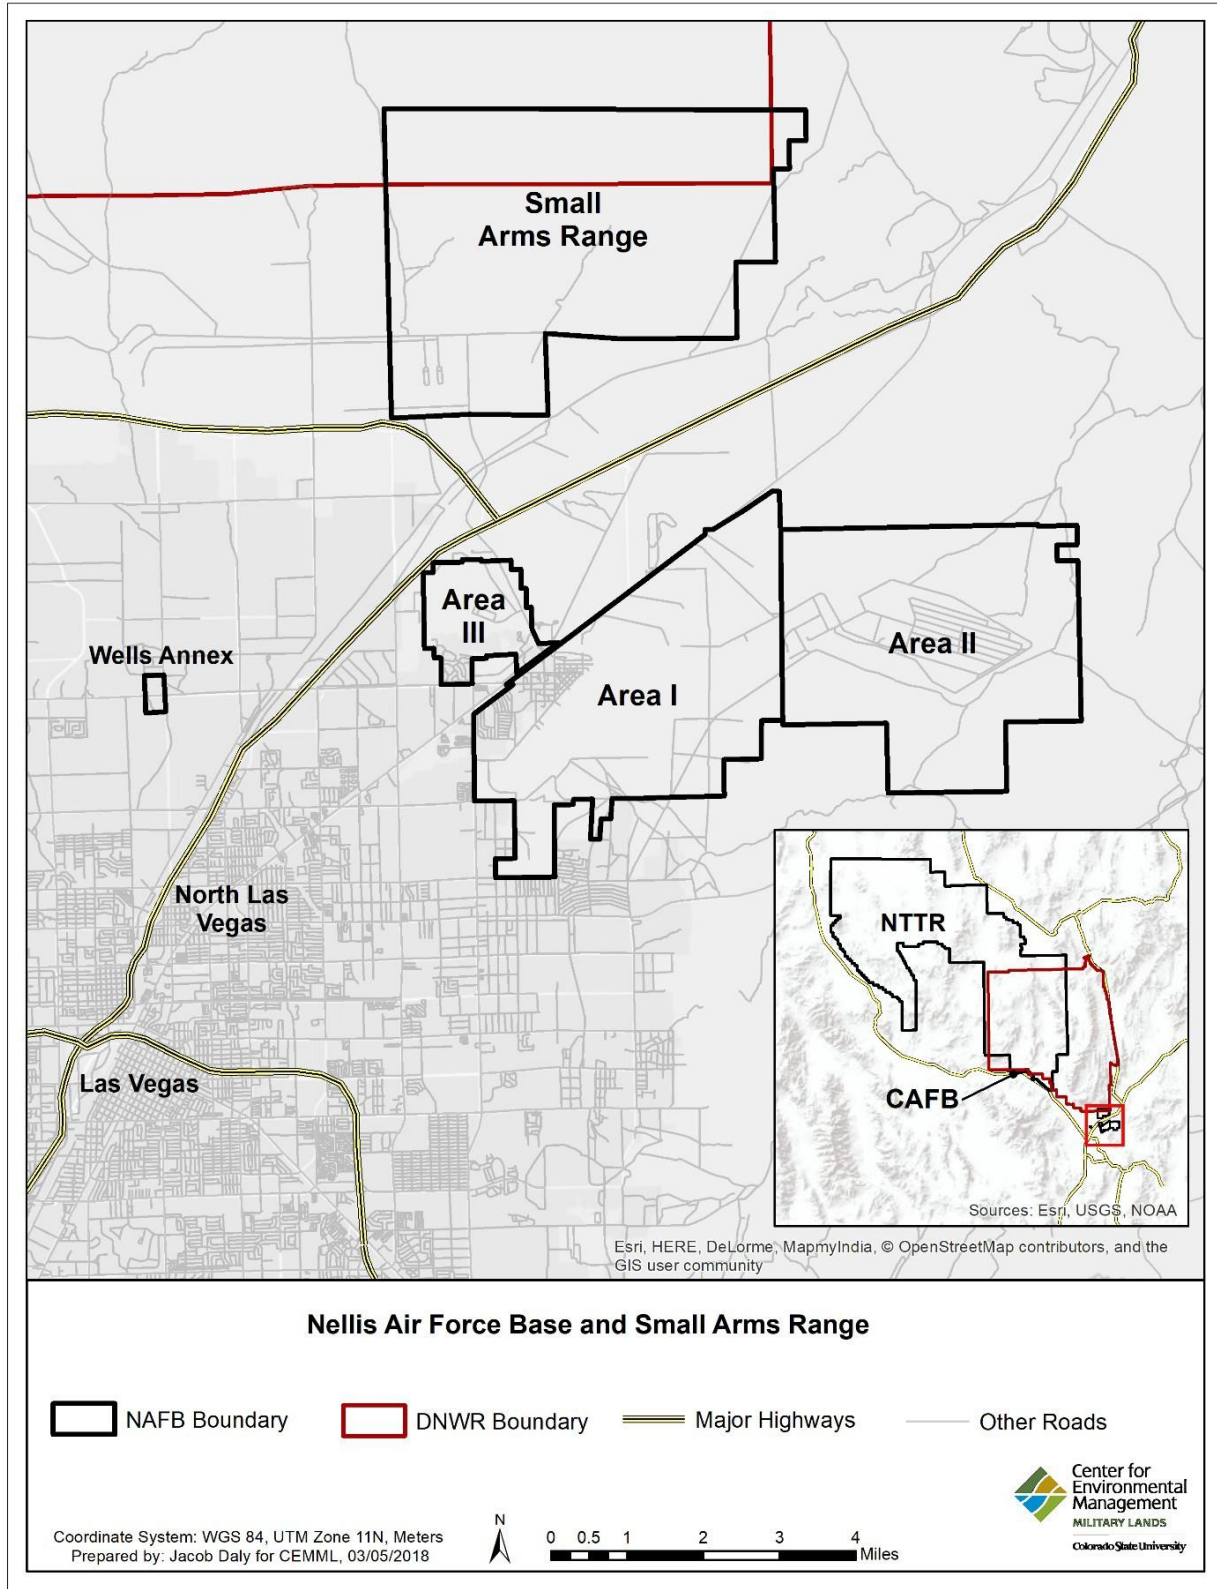 Small
Arms Range
Area
III
Wells Annex
Area II
Area I
North Las
Vegas
Las Vegas
NTTR
CAFB
Sources: Esri, USGS, NOAA
Esri, HERE, DeLorme, MapmyIndia, © OpenStreetMap contributors, and the
GIS user community
Nellis Air Force Base and Small Arms Range
NAFB Boundary
DNWR Boundary
Major Highways
Other Roads
Center for
Environmental
Management
MILITARY LANDS
Colorado State University
Coordinate System: WGS 84, UTM Zone 11N, Meters
Prepared by: Jacob Daly for CEMML, 03/05/2018
N
0 0.5 1 2 3 4
Miles